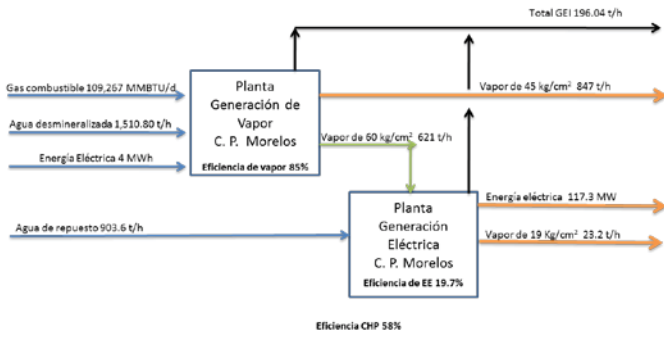 Total GEI 196.04 t/h
Gas combustible 109,267 MMBTU/d
Planta
Generación de
Vapor
C. P. Morelos
Eficiencia de vapor 85%
Vapor de 45 kg/cm² 847 t/h
Agua desmineralizada 1,510.80 t/h
Vapor de 60 kg/cm² 621 t/h
Energía Eléctrica 4 MWh
Planta
Generación
Eléctrica
C. P. Morelos
Eficiencia de EE 19.7%
Energía eléctrica 117.3 MW
Agua de repuesto 903.6 t/h
Vapor de 19 Kg/cm² 23.2 t/h
Eficiencia CHP 58%